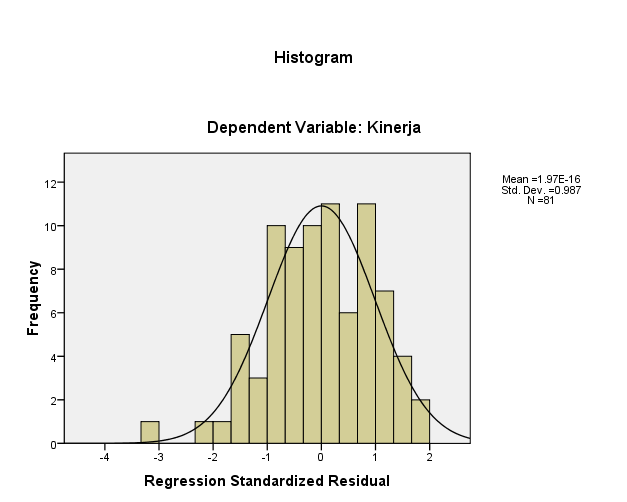 Histogram
Dependent Variable: Kinerja
Mean =1.97E-16
Std. Dev. =0.987
N =81
Frequency
12
10
8
6
4
2
0
-4 -3 -2 -1 0 1 2
Regression Standardized Residual